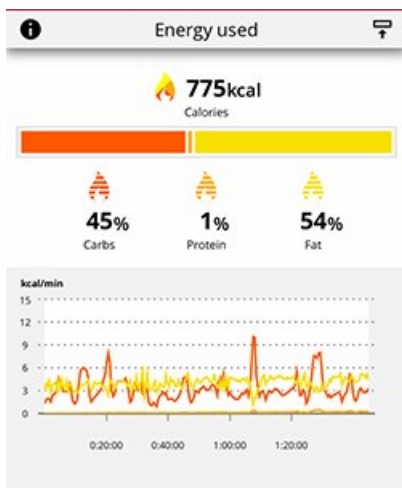 Energy used
775kcal
Calories
45% 1% 54%
Carbs Protein Fat
kcal/min
15
12
9
6
3
0
0:20:00 0:40:00 1:00:00 1:20:00